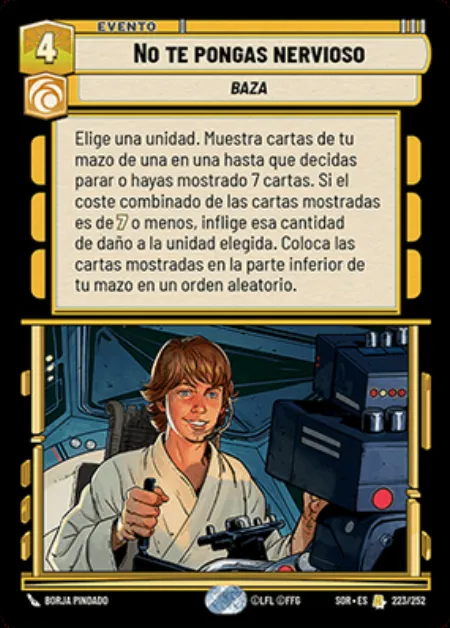 EVENTO
4
NO TE PONGAS NERVIOSO
BAZA
Elige una unidad. Muestra cartas de tu
mazo de una en una hasta que decidas
parar o hayas mostrado 7 cartas. Si el
coste combinado de las cartas mostradas
es de 7 o menos, inflige esa cantidad
de daño a la unidad elegida. Coloca las
cartas mostradas en la parte inferior de
tu mazo en un orden aleatorio.
BORJA PINDADO
©LFL ©FFG
SOR • ES
223/252